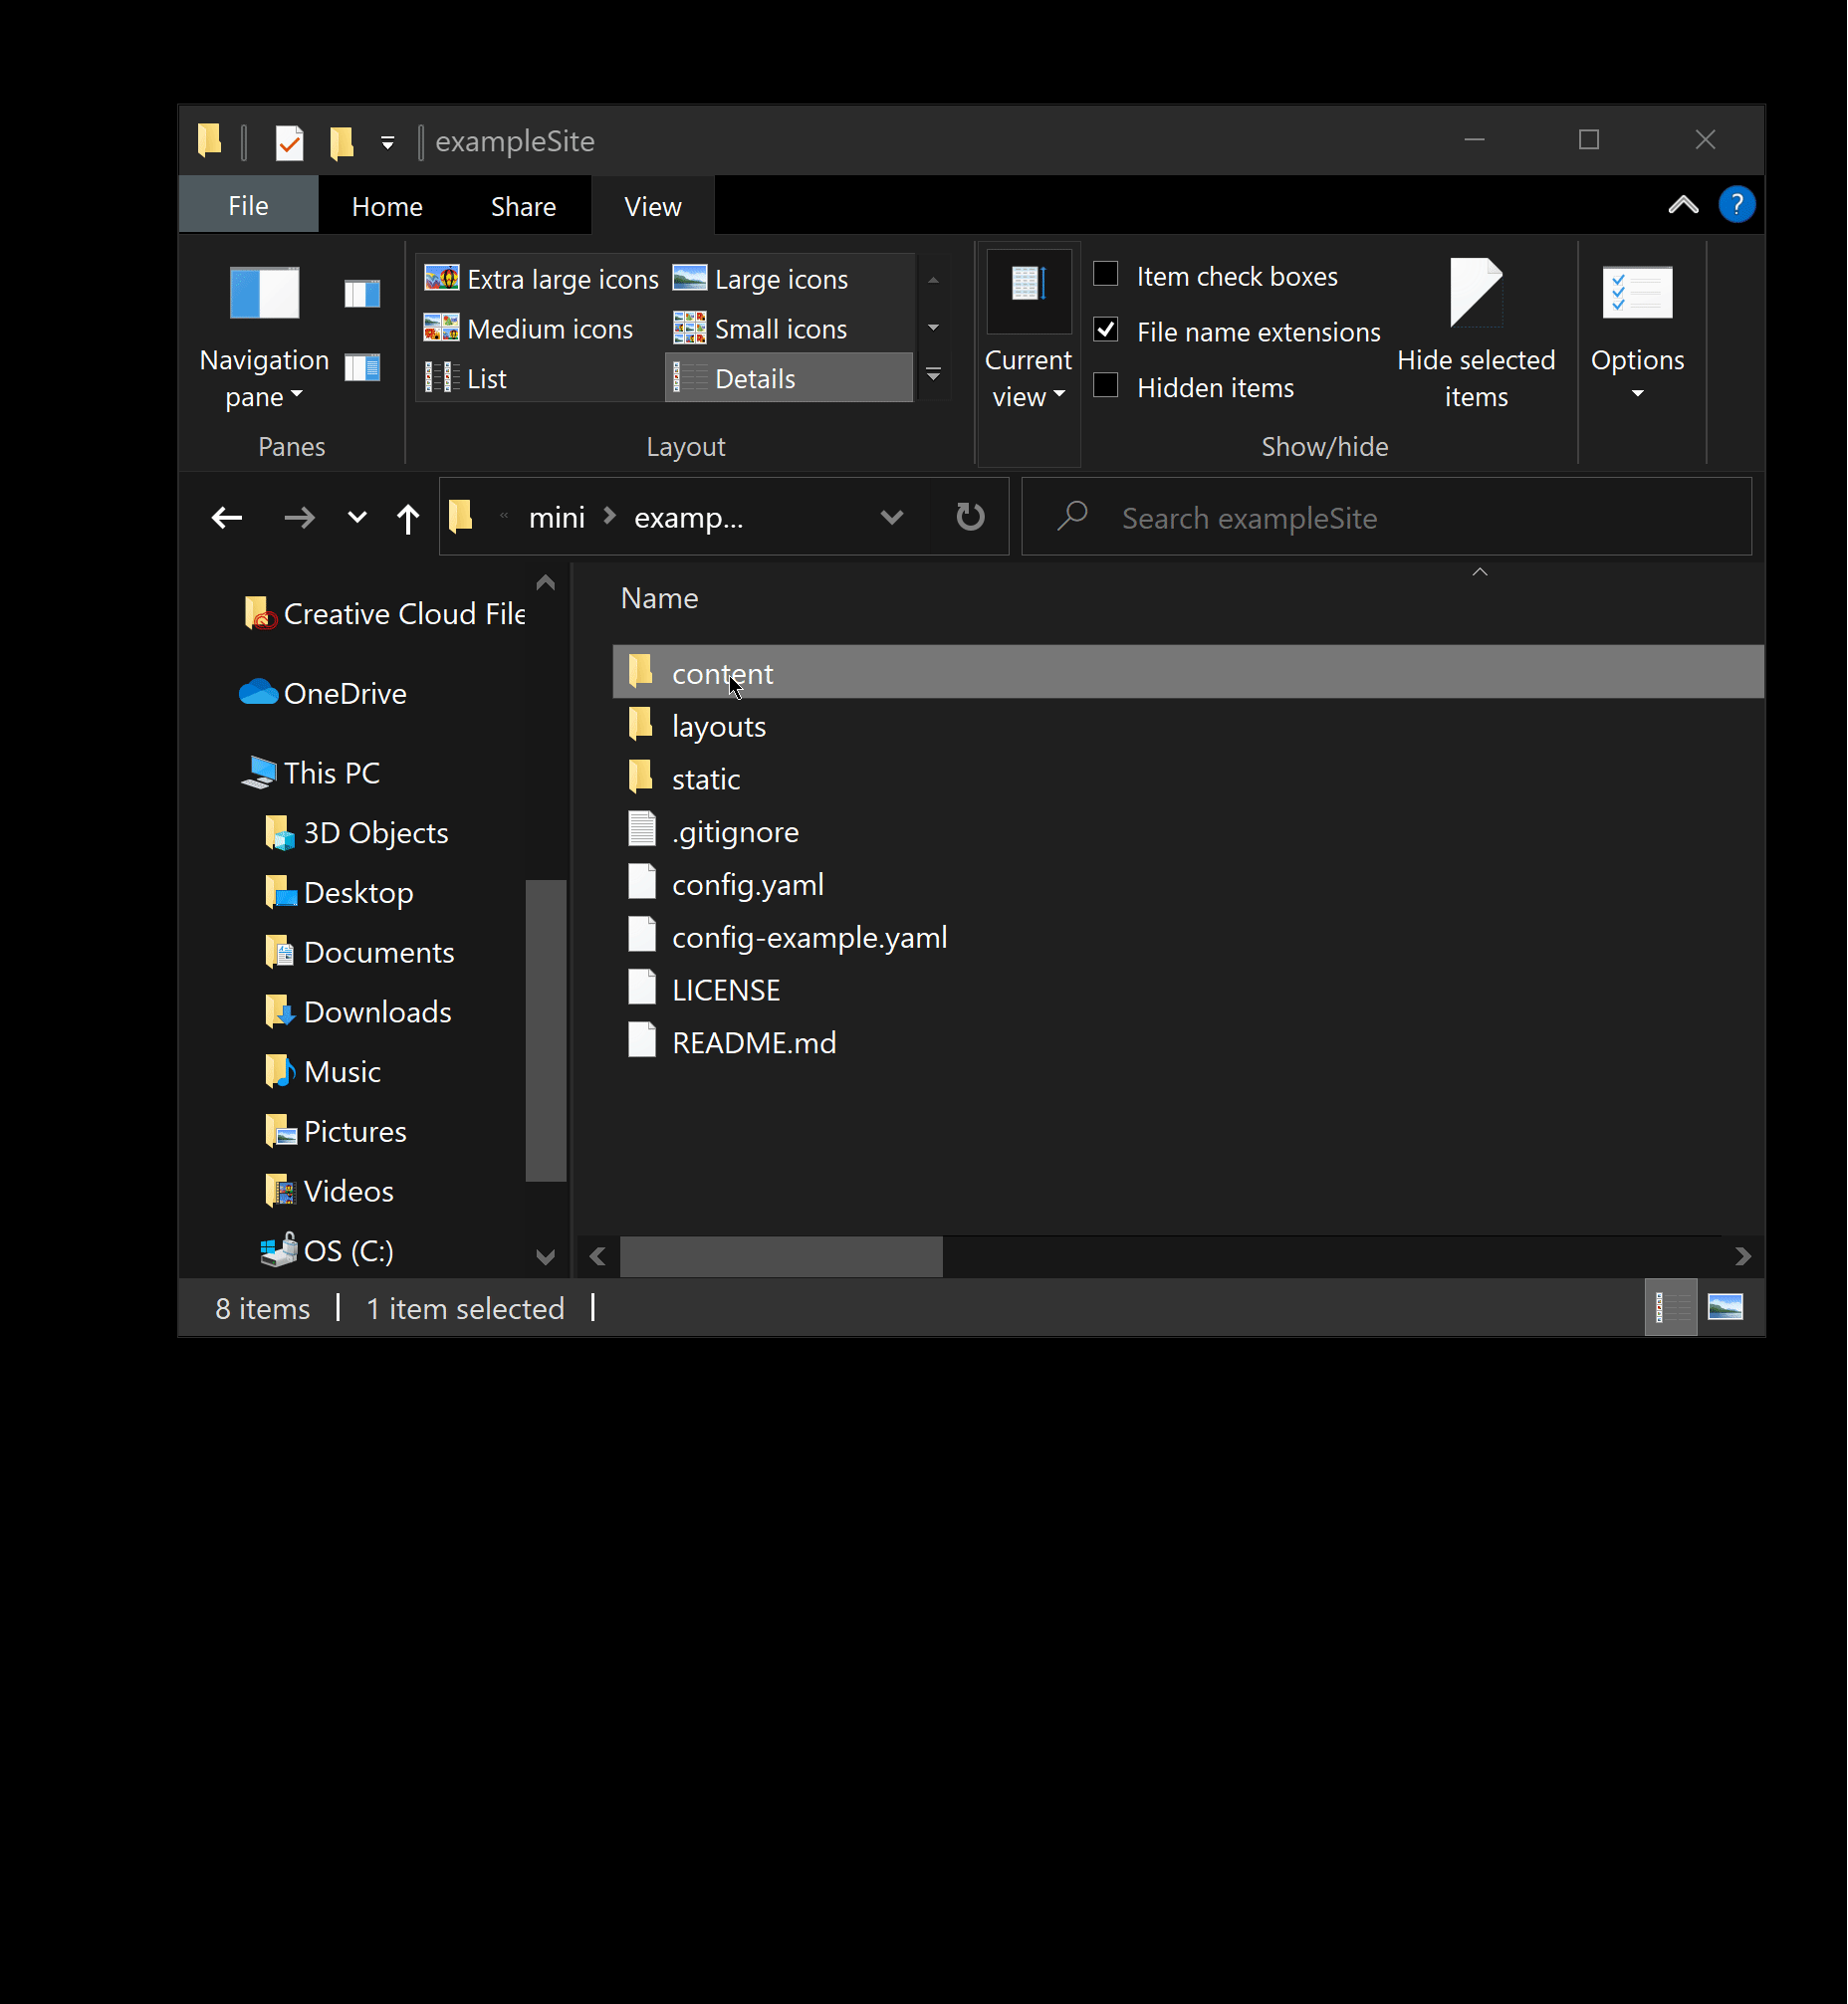 exampleSite
File Home Share View ?
Extra large icons Large icons
Medium icons Small icons
List Details
Navigation
pane
Current
view
Item check boxes
File name extensions
Hidden items
Hide selected
items
Options
Panes Layout Show/hide
« mini examp... Search exampleSite
Creative Cloud File
OneDrive
This PC
3D Objects
Desktop
Documents
Downloads
Music
Pictures
Videos
OS (C:)
Name
content
layouts
static
.gitignore
config.yaml
config-example.yaml
LICENSE
README.md
8 items 1 item selected